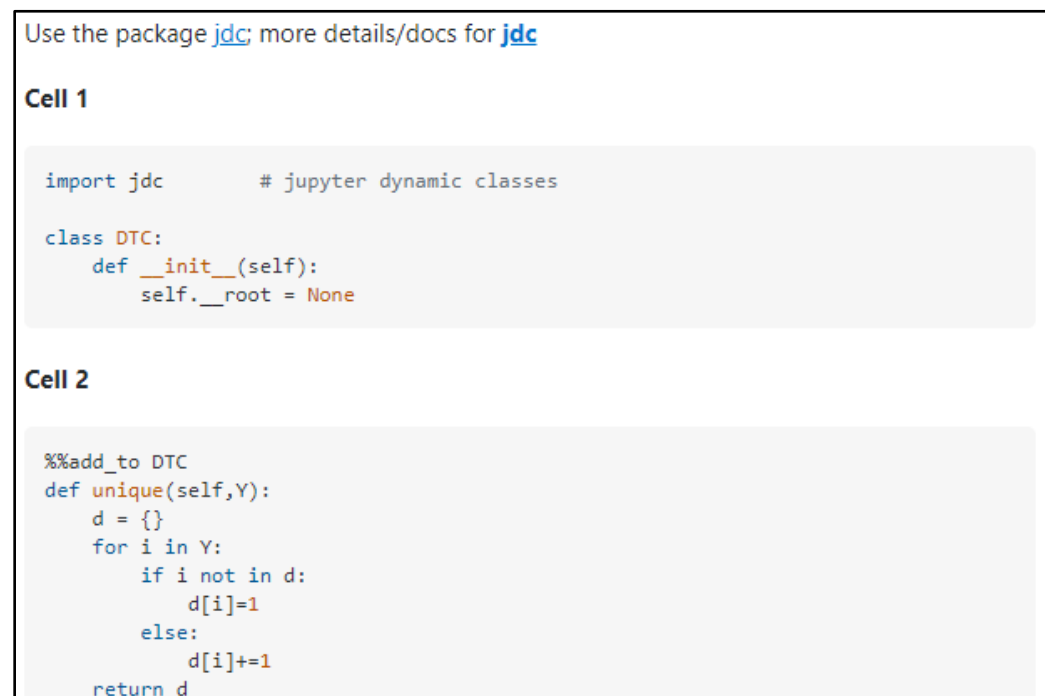 Use the package jdc; more details/docs for jdc
Cell 1
import jdc          # jupyter dynamic classes
class DTC:
    def __init__(self):
        self.__root = None
Cell 2
%%add_to DTC
def unique(self,Y):
    d = {}
    for i in Y:
        if i not in d:
            d[i]=1
        else:
            d[i]+=1
    return d